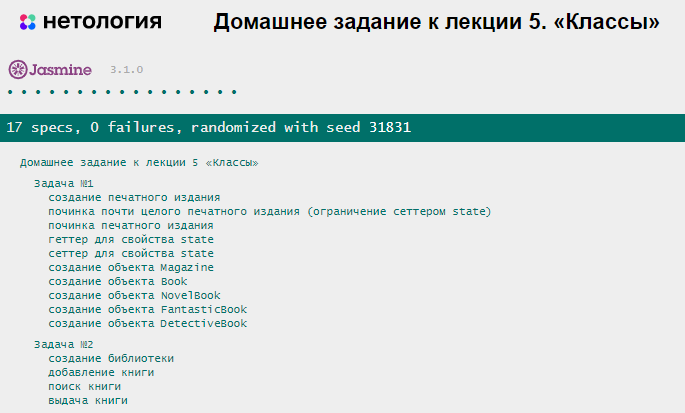 нетология
Домашнее задание к лекции 5. «Классы»
Jasmine 3.1.0
• • • • • • • • • • • • • • • • •
17 specs, 0 failures, randomized with seed 31831
Домашнее задание к лекции 5 «Классы»
Задача №1
создание печатного издания
починка почти целого печатного издания (ограничение сеттером state)
починка печатного издания
геттер для свойства state
сеттер для свойства state
создание объекта Magazine
создание объекта Book
создание объекта NovelBook
создание объекта FantasticBook
создание объекта DetectiveBook
Задача №2
создание библиотеки
добавление книги
поиск книги
выдача книги